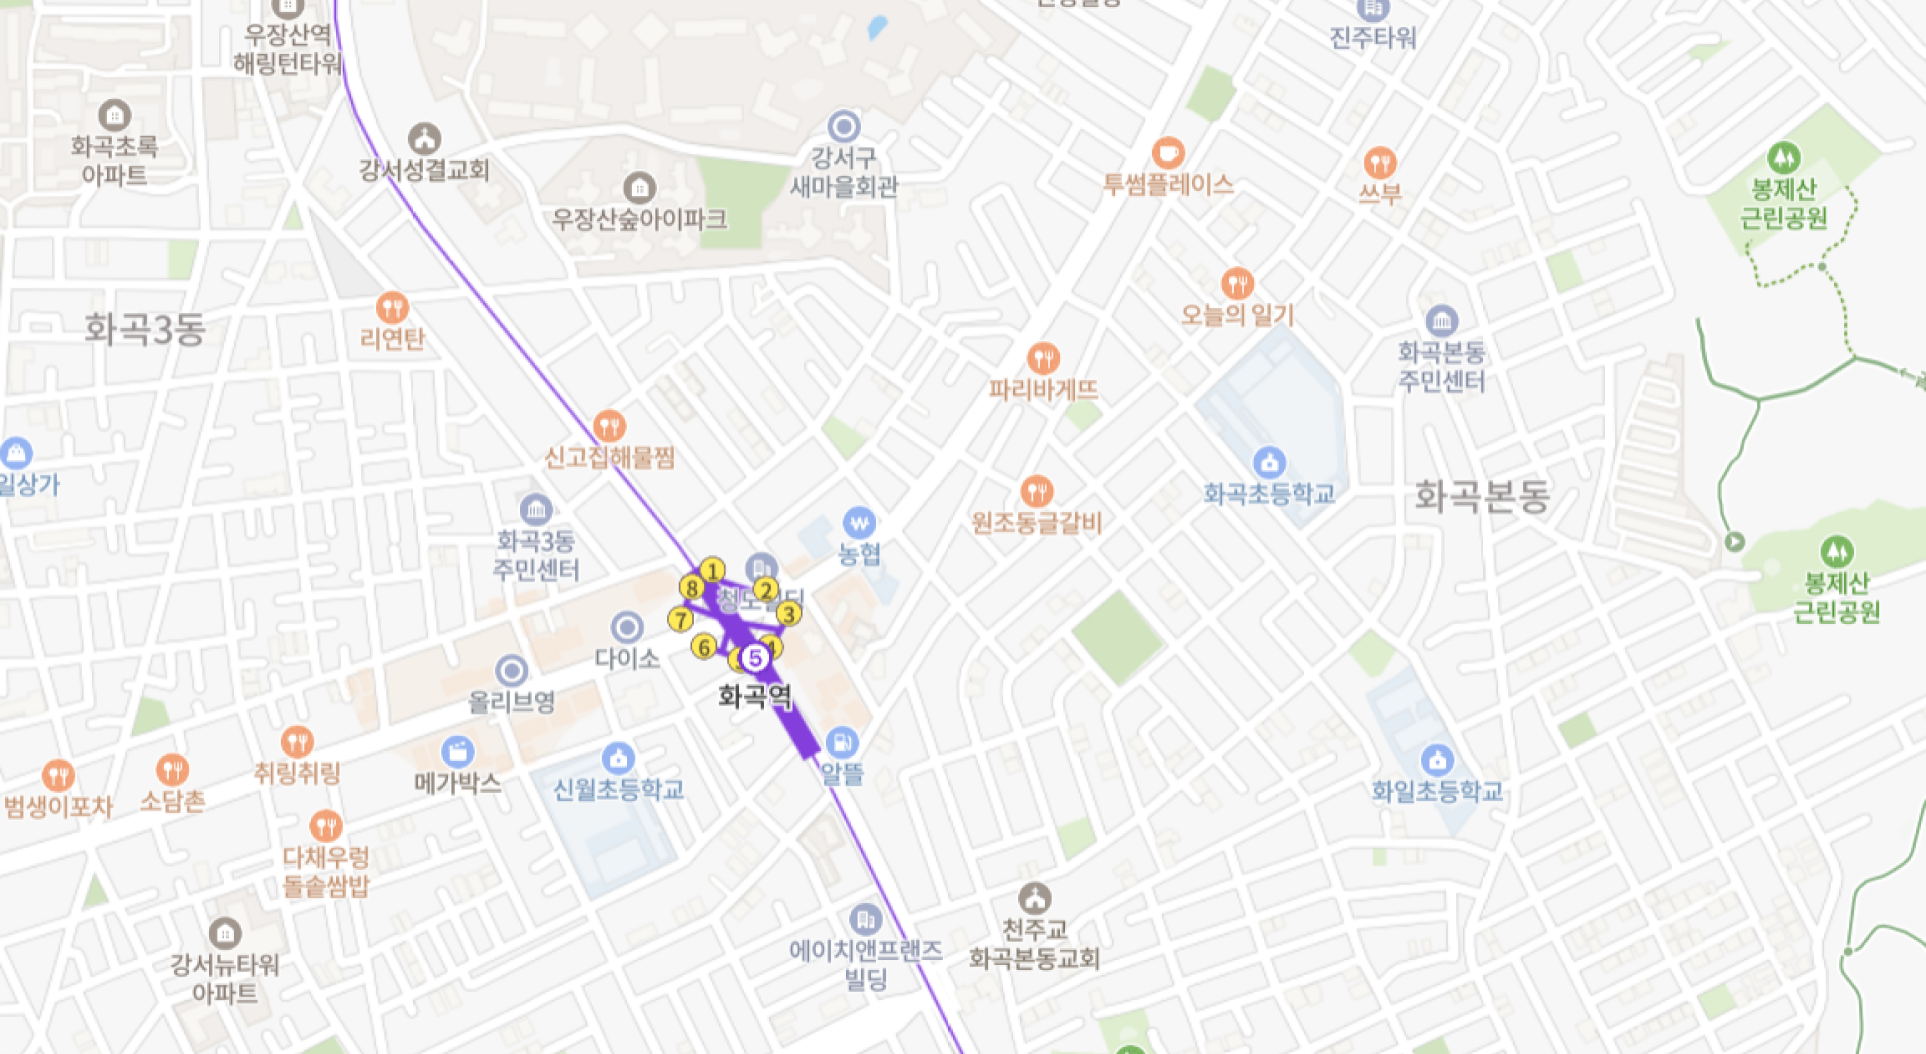 우장산역
해링턴타워
진주타워
화곡초록
아파트
강서성결교회
강서구
새마을회관
우장산숲아이파크
투썸플레이스
쓰부
봉제산
근린공원
화곡3동
리연탄
오늘의 일기
화곡본동
주민센터
파리바게뜨
신고집해물찜
일상가
화곡초등학교
화곡본동
원조동글갈비
화곡3동
주민센터
농협
봉제산
근린공원
1
8
2
청도빌딩
7
3
6
4
5
다이소
올리브영
화곡역
취링취링
메가박스
신월초등학교
알뜰
화일초등학교
범생이포차
소담촌
다채우렁
돌솥쌈밥
강서뉴타워
아파트
에이치앤프랜즈
빌딩
천주교
화곡본동교회